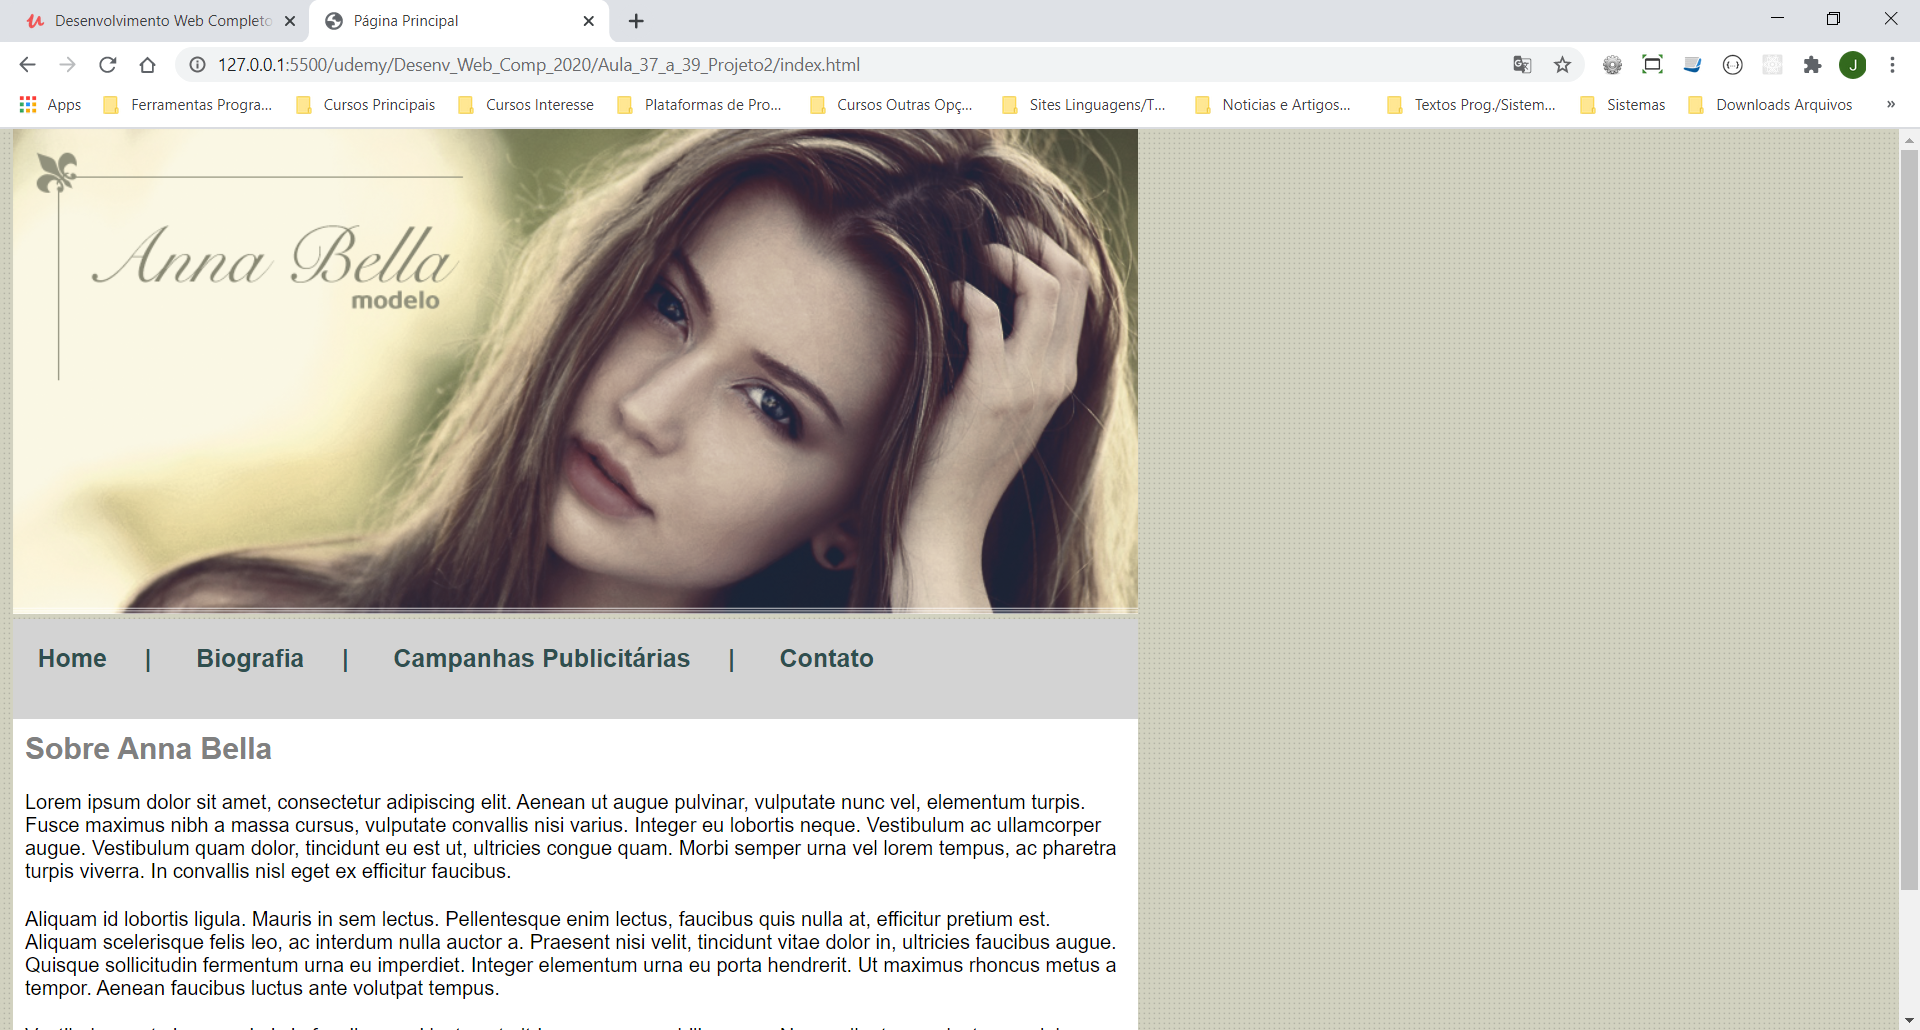 Desenvolvimento Web Completo
Página Principal
127.0.0.1:5500/udemy/Desenv_Web_Comp_2020/Aula_37_a_39_Projeto2/index.html
J
Apps
Ferramentas Progra...
Cursos Principais
Cursos Interesse
Plataformas de Pro...
Cursos Outras Opç...
Sites Linguagens/T...
Noticias e Artigos...
Textos Prog./Sistem...
Sistemas
Downloads Arquivos
»
Anna Bella
modelo
Home | Biografia | Campanhas Publicitárias | Contato
Sobre Anna Bella
Lorem ipsum dolor sit amet, consectetur adipiscing elit. Aenean ut augue pulvinar, vulputate nunc vel, elementum turpis.
Fusce maximus nibh a massa cursus, vulputate convallis nisi varius. Integer eu lobortis neque. Vestibulum ac ullamcorper
augue. Vestibulum quam dolor, tincidunt eu est ut, ultricies congue quam. Morbi semper urna vel lorem tempus, ac pharetra
turpis viverra. In convallis nisl eget ex efficitur faucibus.
Aliquam id lobortis ligula. Mauris in sem lectus. Pellentesque enim lectus, faucibus quis nulla at, efficitur pretium est.
Aliquam scelerisque felis leo, ac interdum nulla auctor a. Praesent nisi velit, tincidunt vitae dolor in, ultricies faucibus augue.
Quisque sollicitudin fermentum urna eu imperdiet. Integer elementum urna eu porta hendrerit. Ut maximus rhoncus metus a
tempor. Aenean faucibus luctus ante volutpat tempus.